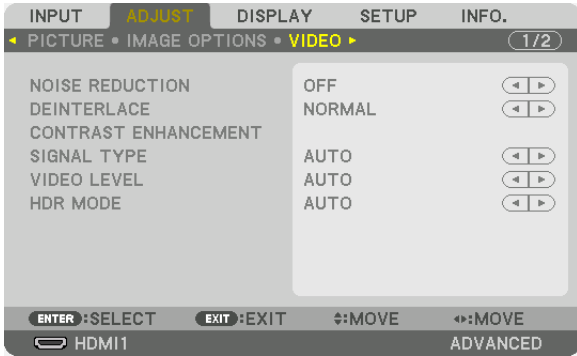 INPUT ADJUST DISPLAY SETUP INFO.
PICTURE • IMAGE OPTIONS • VIDEO 1/2
NOISE REDUCTION OFF
DEINTERLACE NORMAL
CONTRAST ENHANCEMENT
SIGNAL TYPE AUTO
VIDEO LEVEL AUTO
HDR MODE AUTO
ENTER:SELECT EXIT:EXIT :MOVE :MOVE
HDMI1 ADVANCED